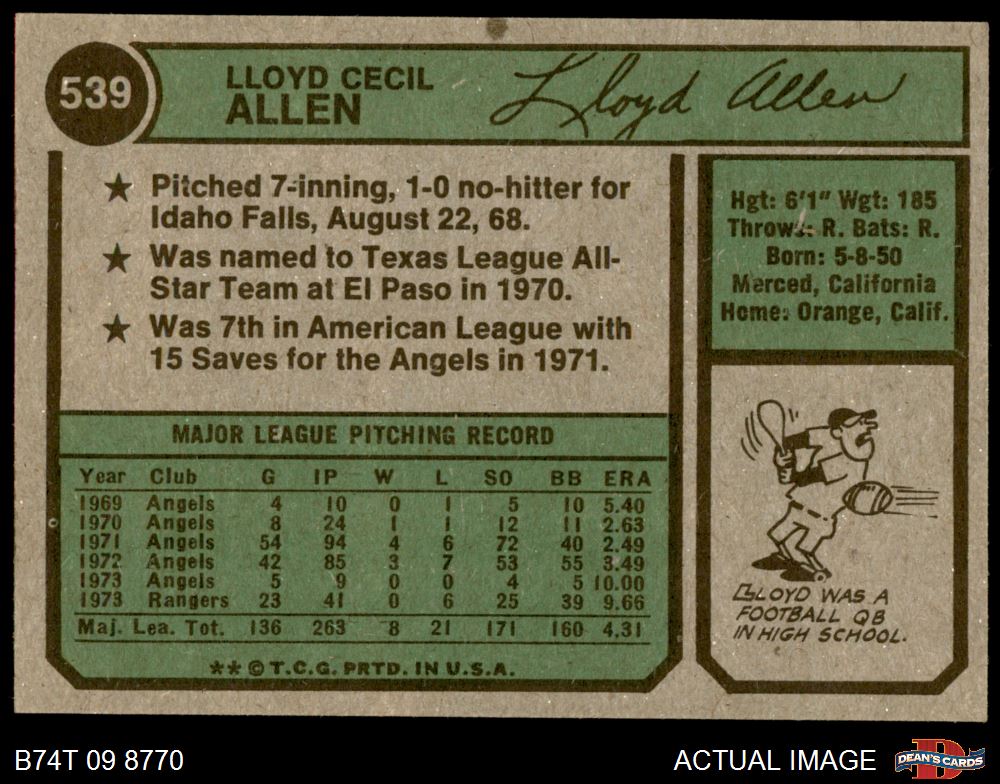 539
LLOYD CECIL
ALLEN
Lloyd Allen
★ Pitched 7-inning, 1-0 no-hitter for
Idaho Falls, August 22, 68.
★ Was named to Texas League All-
Star Team at El Paso in 1970.
★ Was 7th in American League with
15 Saves for the Angels in 1971.
Hgt: 6'1" Wgt: 185
Throws: R. Bats: R.
Born: 5-8-50
Merced, California
Home: Orange, Calif.
MAJOR LEAGUE PITCHING RECORD
Year Club G IP W L SO BB ERA
1969 Angels 4 10 0 1 5 10 5.40
1970 Angels 8 24 1 1 12 11 2.63
1971 Angels 54 94 4 6 72 40 2.49
1972 Angels 42 85 3 7 53 55 3.49
1973 Angels 5 9 0 0 4 5 10.00
1973 Rangers 23 41 0 6 25 39 9.66
Maj. Lea. Tot. 136 263 8 21 171 160 4.31
**©T.C.G. PRTD. IN U.S.A.
LLOYD WAS A
FOOTBALL QB
IN HIGH SCHOOL.
B74T 09 8770
ACTUAL IMAGE
D
DEAN'S CARDS